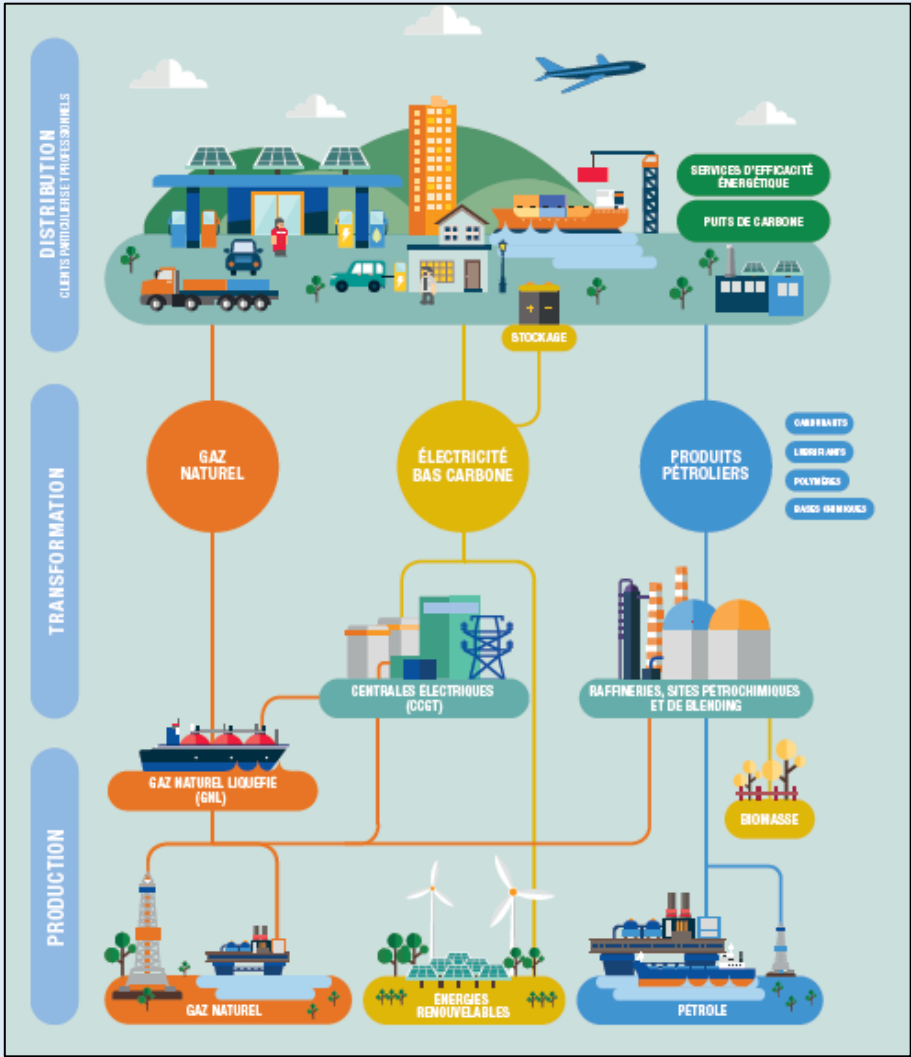 DISTRIBUTION
CLIENTS PARTICULIERS ET PROFESSIONNELS
SERVICES D'EFFICACITÉ
ÉNERGÉTIQUE
PUITS DE CARBONE
+ −
STOCKAGE
TRANSFORMATION
GAZ
NATUREL
ÉLECTRICITÉ
BAS CARBONE
PRODUITS
PÉTROLIERS
CARBURANTS
LUBRIFIANTS
POLYMÈRES
BASES CHIMIQUES
CENTRALES ÉLECTRIQUES
(CCGT)
RAFFINERIES, SITES PÉTROCHIMIQUES
ET DE BLENDING
PRODUCTION
GAZ NATUREL LIQUÉFIÉ
(GNL)
BIOMASSE
GAZ NATUREL
ÉNERGIES
RENOUVELABLES
PÉTROLE